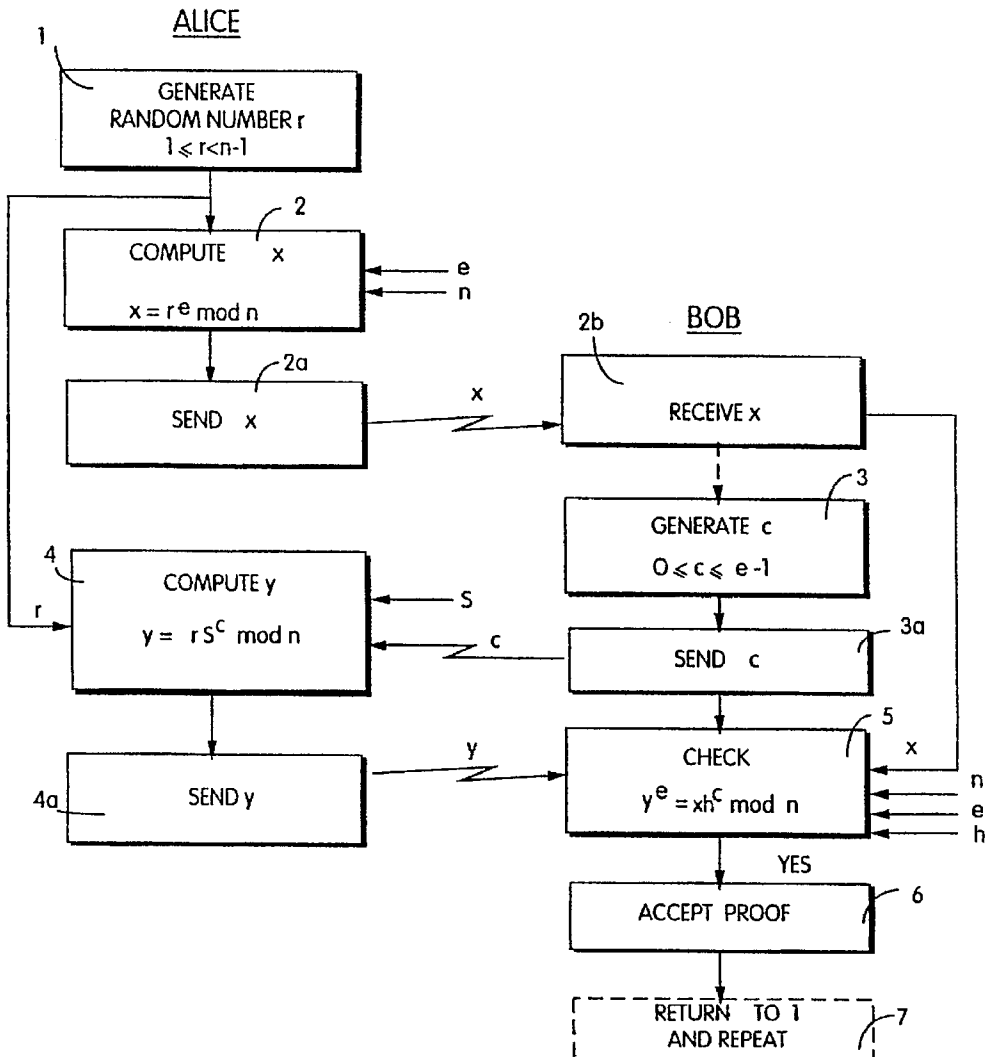 ALICE
1
GENERATE
RANDOM NUMBER r
1 ⩽ r<n-1
2
COMPUTE x
x = r^e mod n
e
n
2a
SEND x
x
BOB
2b
RECEIVE x
3
GENERATE c
0 ⩽ c ⩽ e -1
4
COMPUTE y
y = r S^c mod n
r
S
c
3a
SEND c
4a
SEND y
y
5
CHECK
y^e = xh^c mod n
x
n
e
h
YES
6
ACCEPT PROOF
7
RETURN TO 1
AND REPEAT